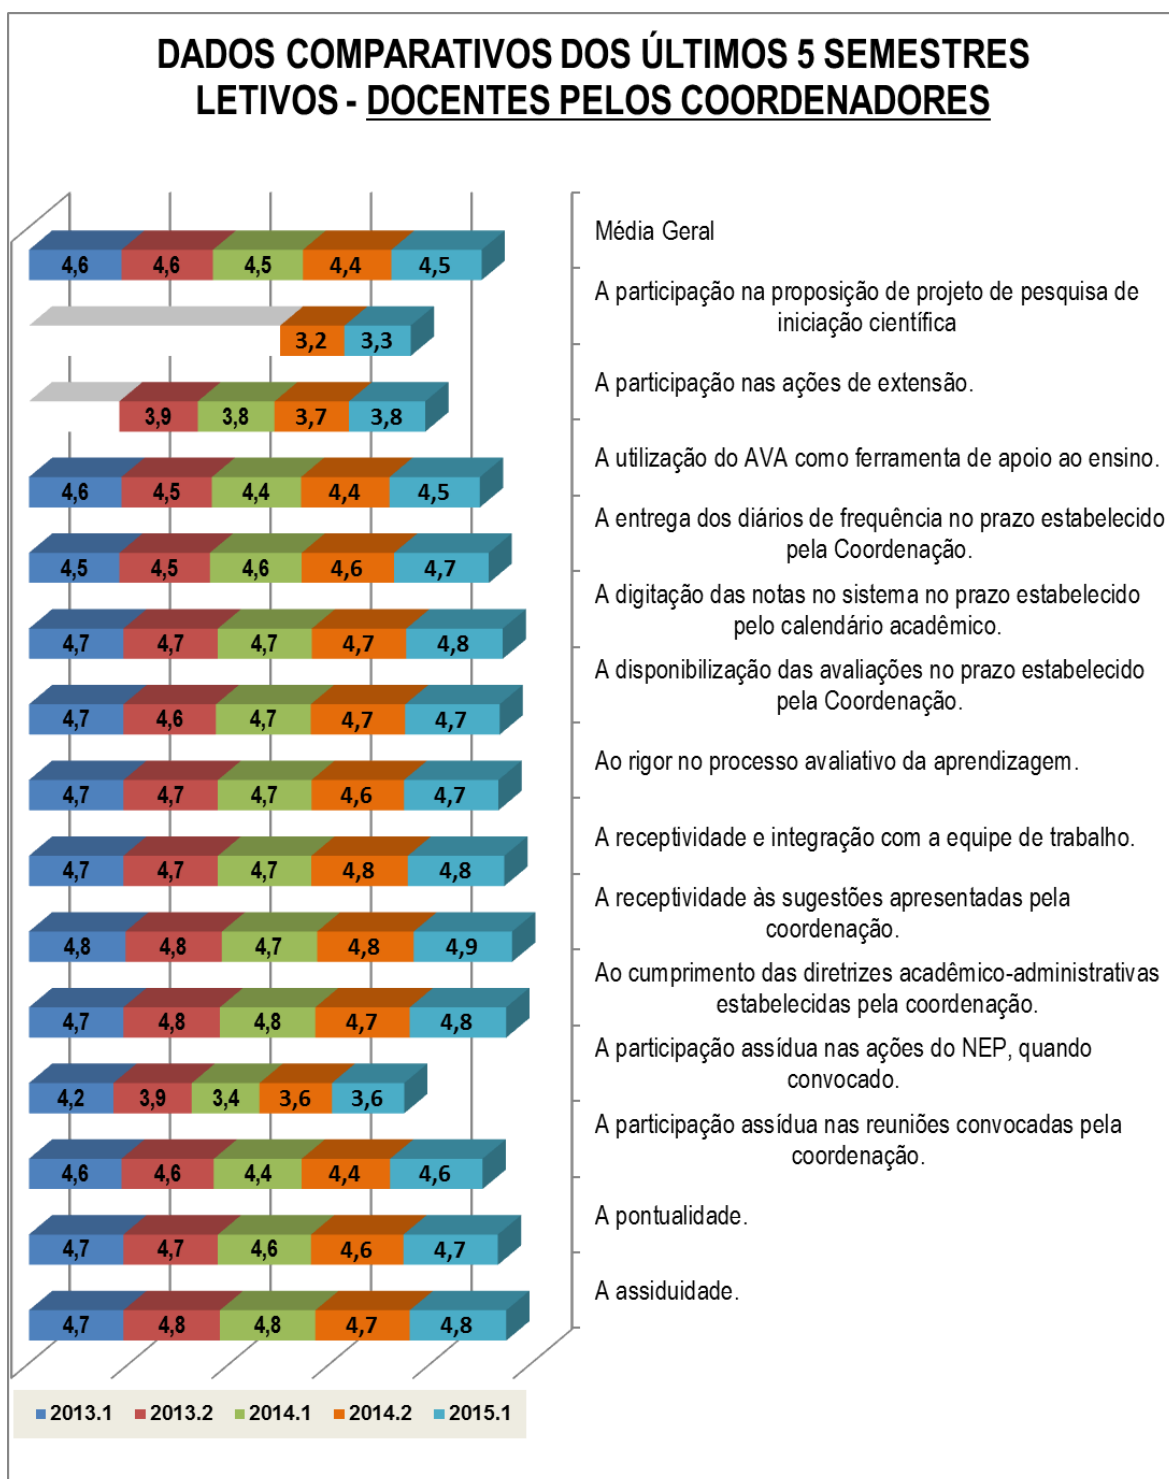 DADOS COMPARATIVOS DOS ÚLTIMOS 5 SEMESTRES
LETIVOS - DOCENTES PELOS COORDENADORES
Média Geral
4,6 4,6 4,5 4,4 4,5
A participação na proposição de projeto de pesquisa de
iniciação científica
3,2 3,3
A participação nas ações de extensão.
3,9 3,8 3,7 3,8
A utilização do AVA como ferramenta de apoio ao ensino.
4,6 4,5 4,4 4,4 4,5
A entrega dos diários de frequência no prazo estabelecido
pela Coordenação.
4,5 4,5 4,6 4,6 4,7
A digitação das notas no sistema no prazo estabelecido
pelo calendário acadêmico.
4,7 4,7 4,7 4,7 4,8
A disponibilização das avaliações no prazo estabelecido
pela Coordenação.
4,7 4,6 4,7 4,7 4,7
Ao rigor no processo avaliativo da aprendizagem.
4,7 4,7 4,7 4,6 4,7
A receptividade e integração com a equipe de trabalho.
4,7 4,7 4,7 4,8 4,8
A receptividade às sugestões apresentadas pela
coordenação.
4,8 4,8 4,7 4,8 4,9
Ao cumprimento das diretrizes acadêmico-administrativas
estabelecidas pela coordenação.
4,7 4,8 4,8 4,7 4,8
A participação assídua nas ações do NEP, quando
convocado.
4,2 3,9 3,4 3,6 3,6
A participação assídua nas reuniões convocadas pela
coordenação.
4,6 4,6 4,4 4,4 4,6
A pontualidade.
4,7 4,7 4,6 4,6 4,7
A assiduidade.
4,7 4,8 4,8 4,7 4,8
2013.1 2013.2 2014.1 2014.2 2015.1